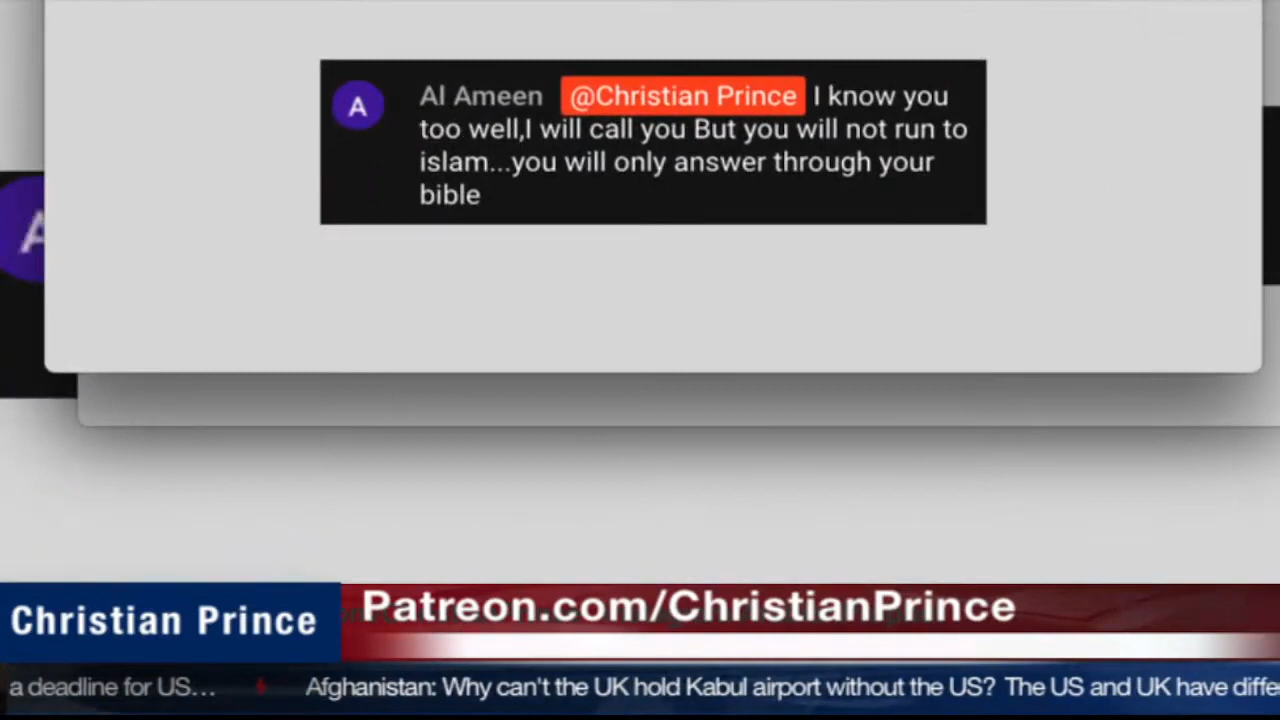 A
Al Ameen @Christian Prince I know you
too well,I will call you But you will not run to
islam...you will only answer through your
bible
A
Christian Prince
Patreon.com/ChristianPrince
a deadline for US... Afghanistan: Why can't the UK hold Kabul airport without the US? The US and UK have diffe